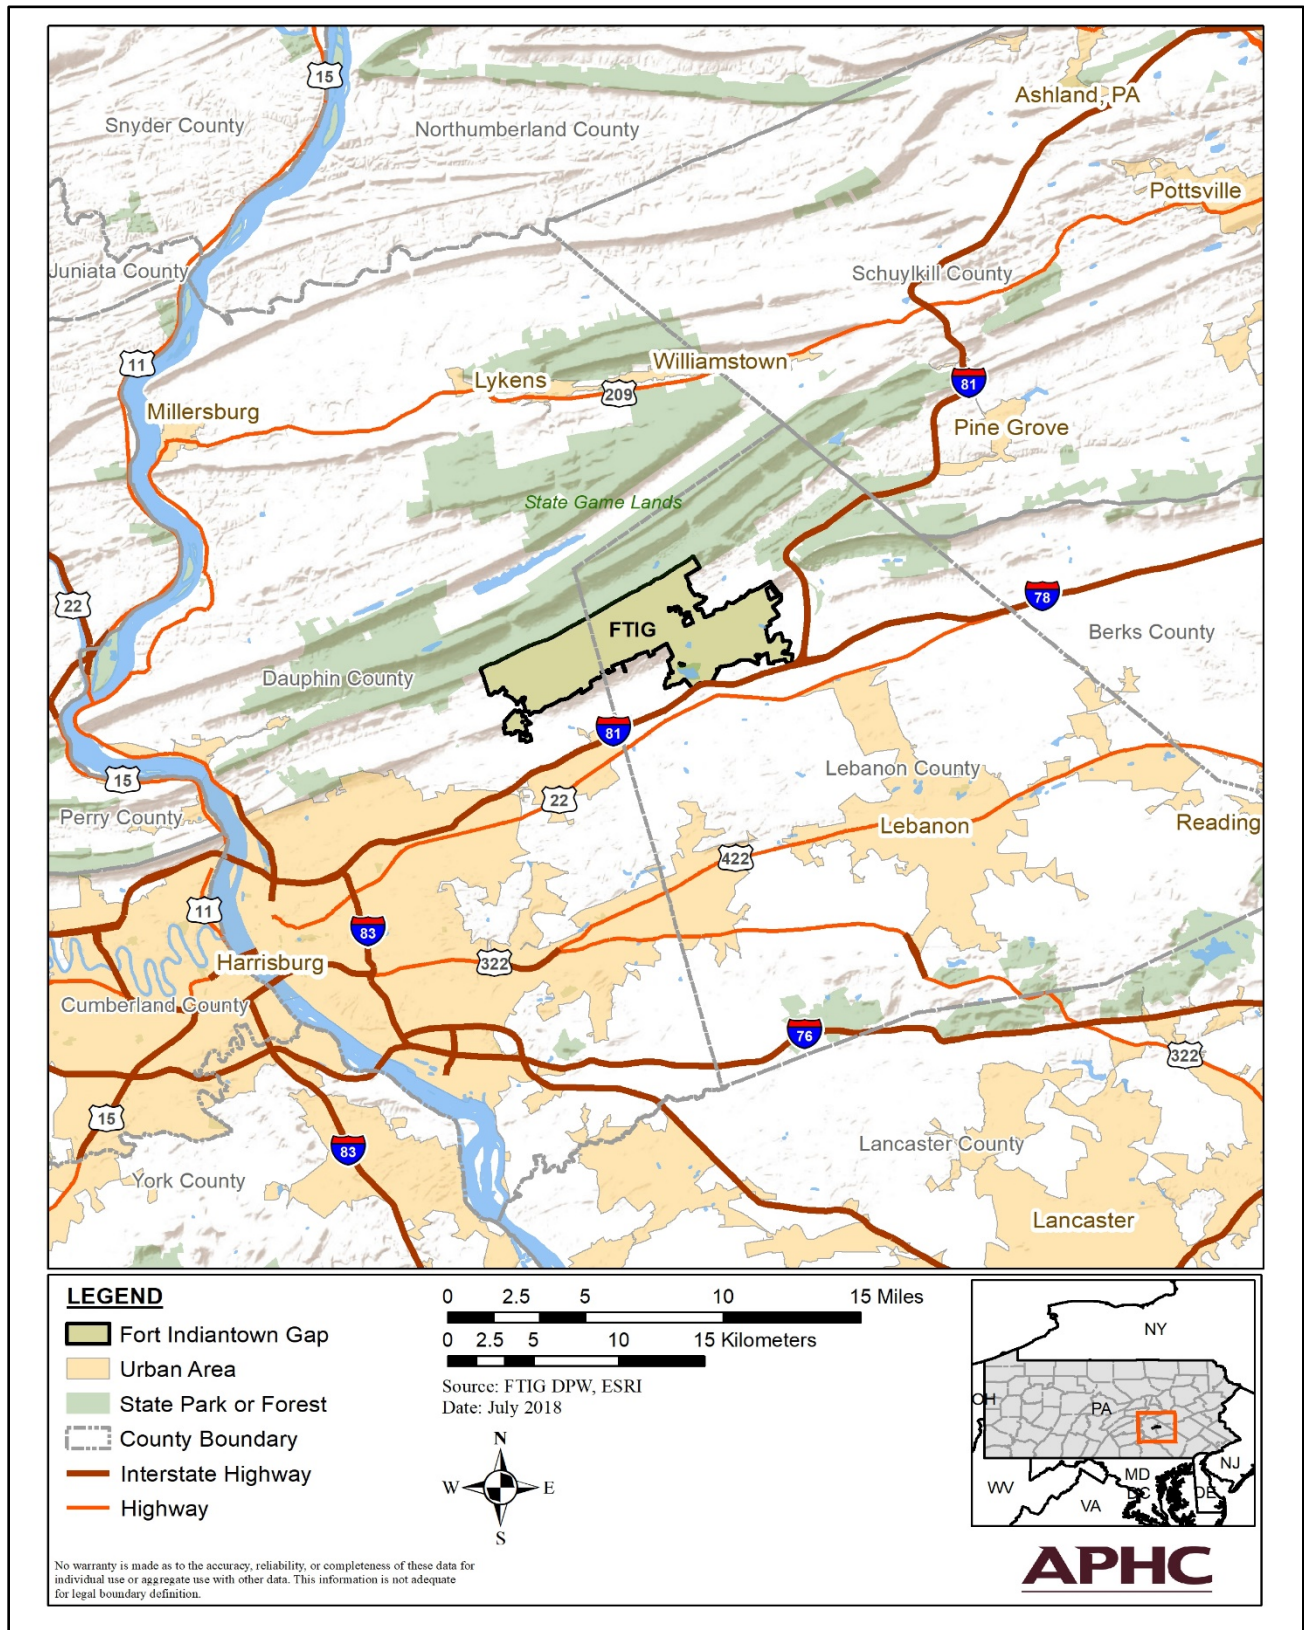 15
Ashland, PA
Snyder County
Northumberland County
Pottsville
Juniata County
Schuylkill County
11
Williamstown
Lykens
209
81
Millersburg
Pine Grove
State Game Lands
22
78
FTIG
Berks County
Dauphin County
81
15
Lebanon County
22
Perry County
Lebanon
Reading
422
11
83
Harrisburg
322
Cumberland County
76
322
15
83
Lancaster County
York County
Lancaster
LEGEND
Fort Indiantown Gap
Urban Area
State Park or Forest
County Boundary
Interstate Highway
Highway
0 2.5 5 10 15 Miles
0 2.5 5 10 15 Kilometers
Source: FTIG DPW, ESRI
Date: July 2018
N
W E
S
NY
OH
PA
NJ
MD
WV
DC
DE
VA
No warranty is made as to the accuracy, reliability, or completeness of these data for
individual use or aggregate use with other data. This information is not adequate
for legal boundary definition.
APHC